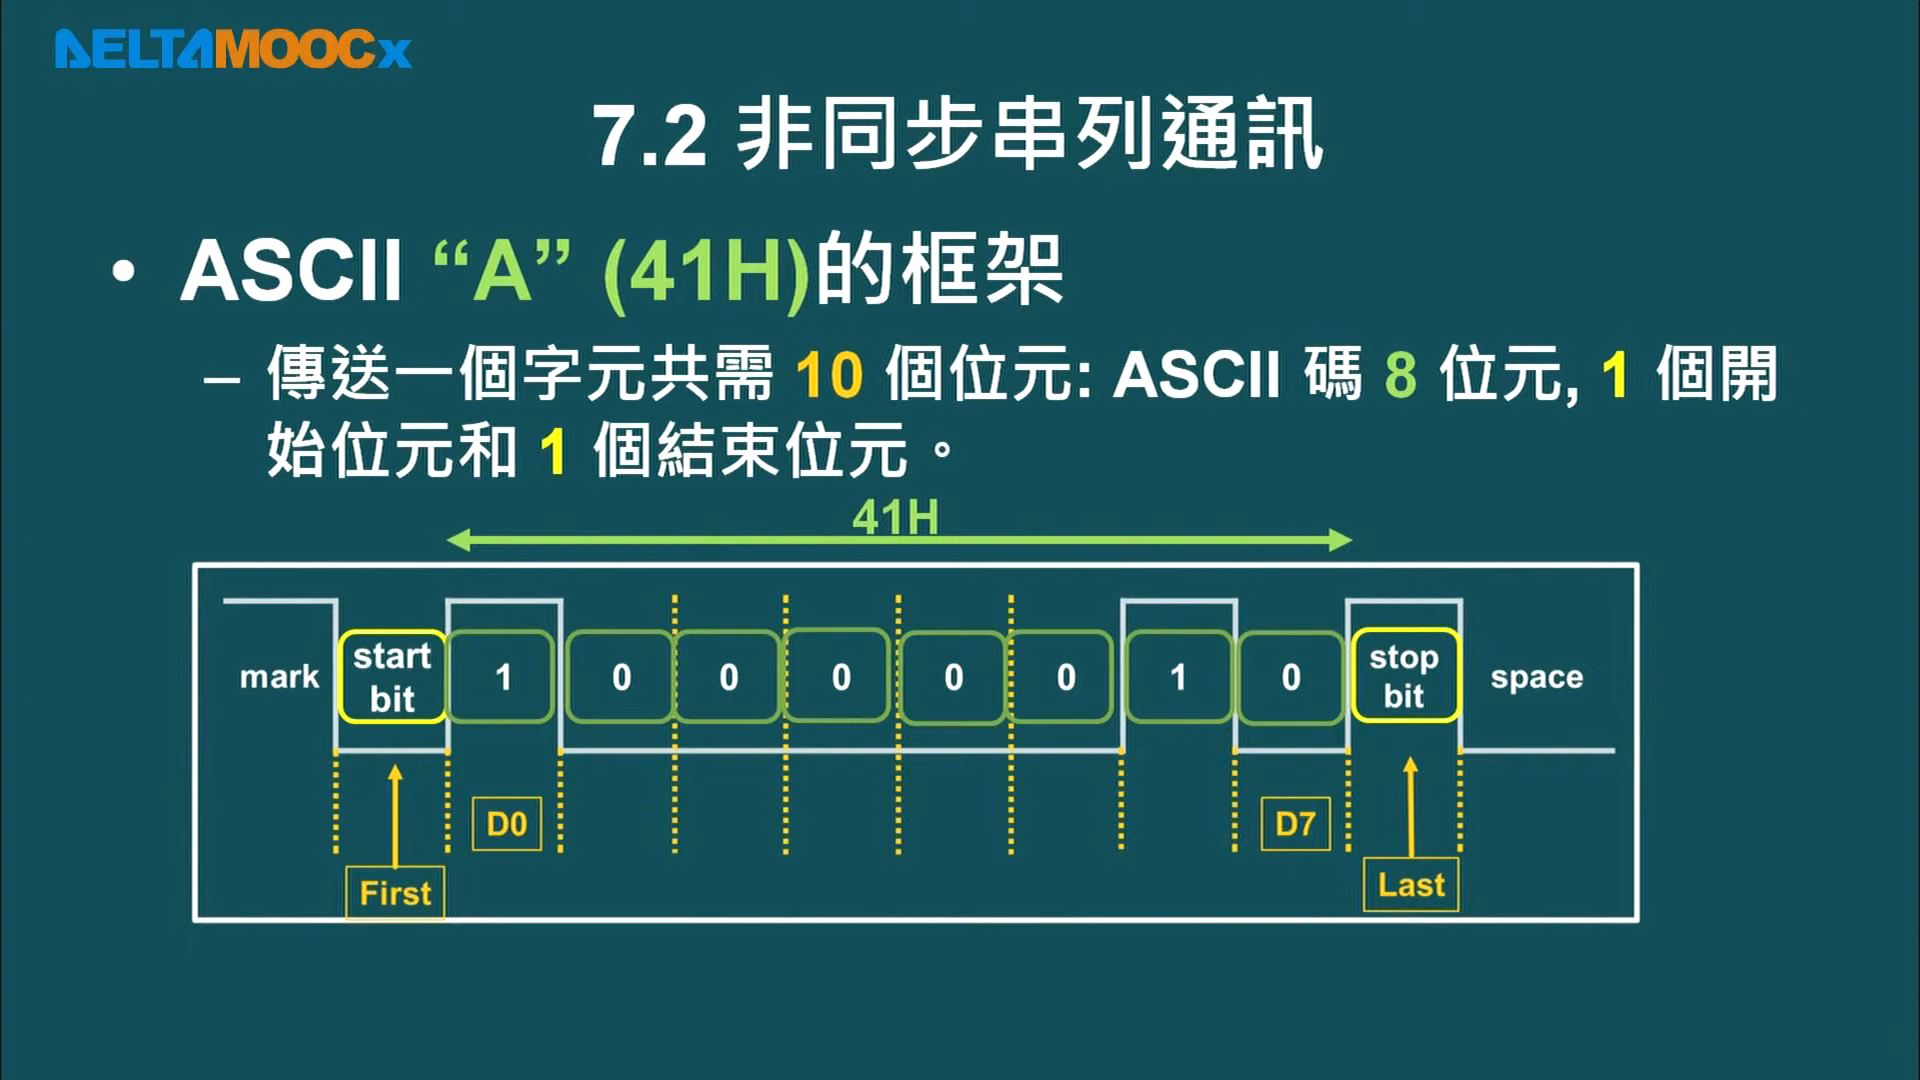 DELTAMOOCx
7.2 非同步串列通訊
• ASCII “A” (41H)的框架
– 傳送一個字元共需 10 個位元: ASCII 碼 8 位元, 1 個開
始位元和 1 個結束位元。
41H
mark start bit 1 0 0 0 0 0 1 0 stop bit space
D0 D7
First Last